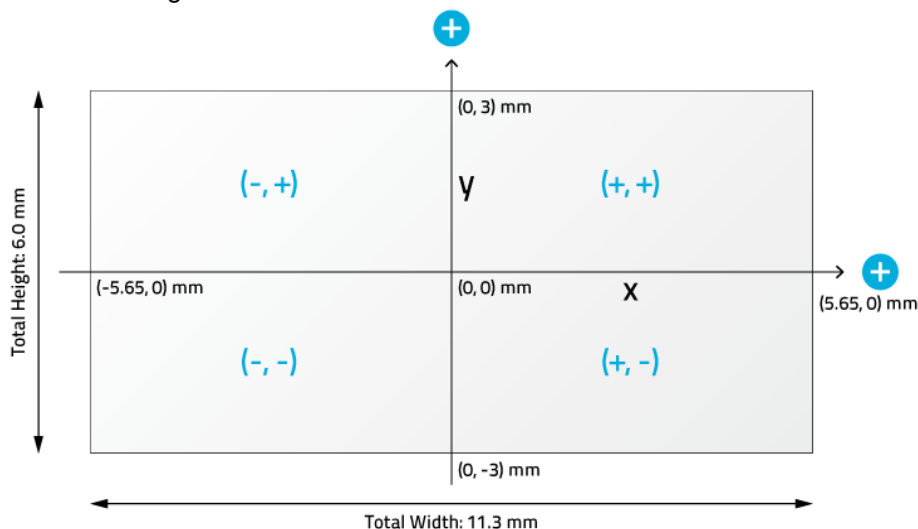 +
(0, 3) mm
(-, +)
y
(+, +)
Total Height: 6.0 mm
+
(-5.65, 0) mm
(0, 0) mm
x
(5.65, 0) mm
(-, -)
(+, -)
(0, -3) mm
Total Width: 11.3 mm